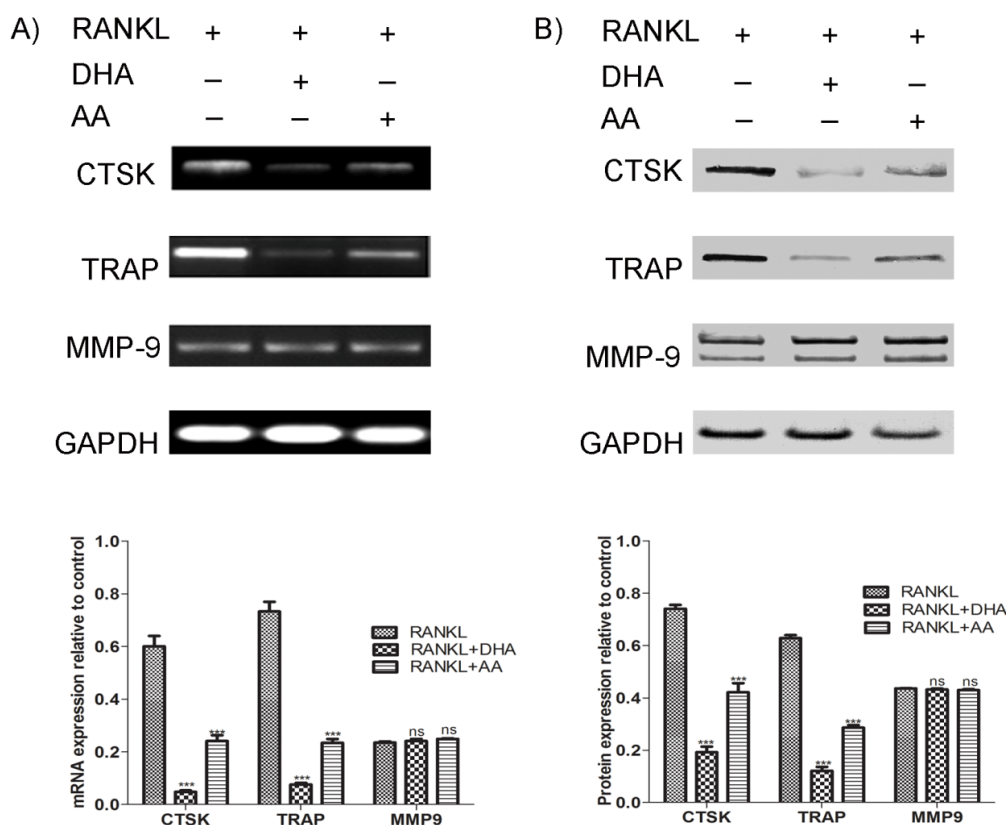 A)
RANKL + + +
DHA – + –
AA – – +
CTSK
TRAP
MMP-9
GAPDH
mRNA expression relative to control
1.0
0.8
0.6
0.4
0.2
0.0
RANKL
RANKL+DHA
RANKL+AA
***
***
***
***
ns
ns
CTSK TRAP MMP9
B)
RANKL + + +
DHA – + –
AA – – +
CTSK
TRAP
MMP-9
GAPDH
Protein expression relative to control
1.0
0.8
0.6
0.4
0.2
0.0
RANKL
RANKL+DHA
RANKL+AA
***
***
***
***
ns
ns
CTSK TRAP MMP9